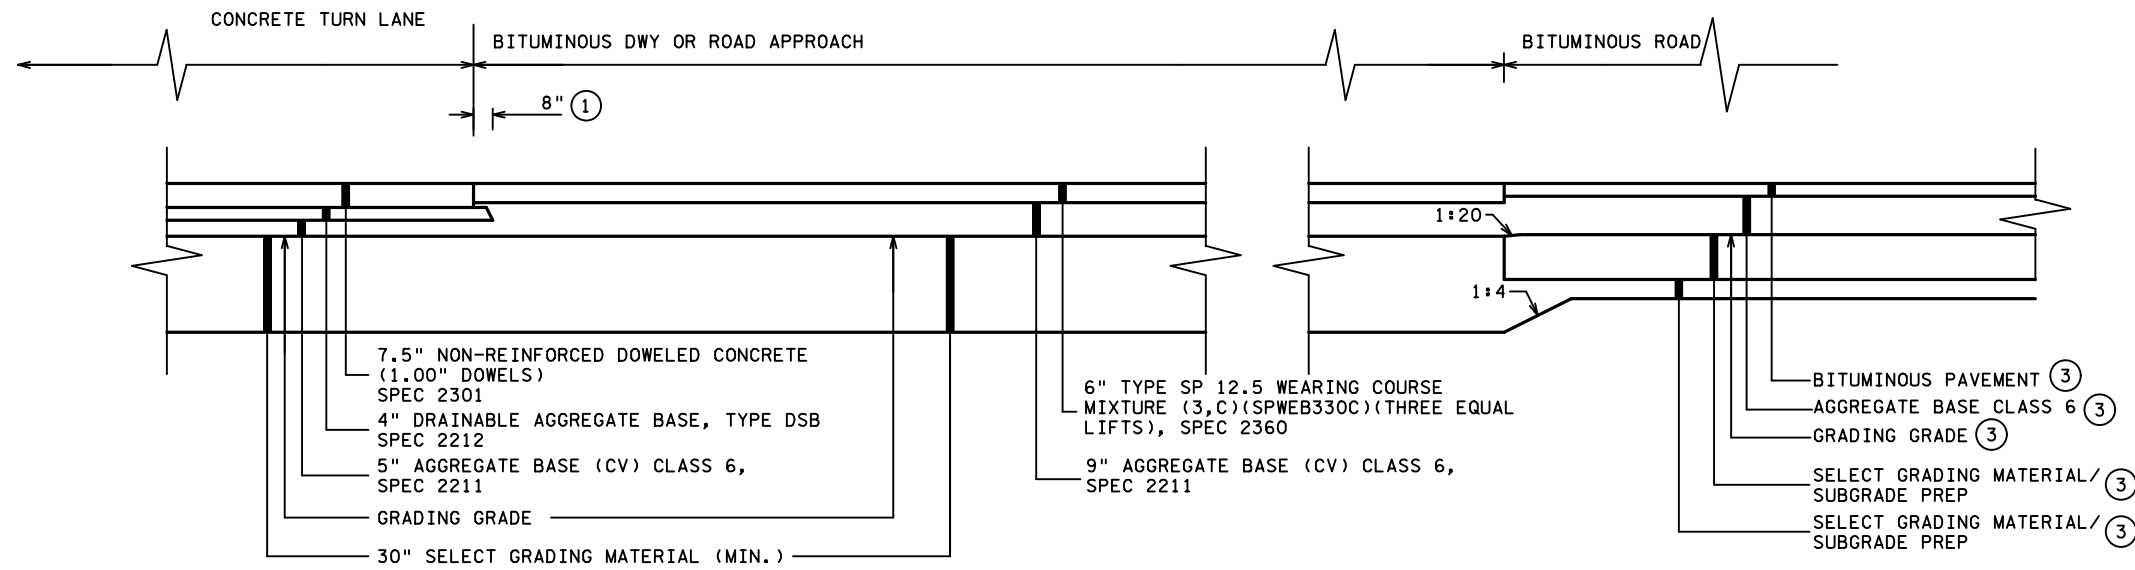 CONCRETE TURN LANE
BITUMINOUS DWY OR ROAD APPROACH
BITUMINOUS ROAD
8" 1
1:20
1:4
7.5" NON-REINFORCED DOWELED CONCRETE
(1.00" DOWELS)
SPEC 2301
4" DRAINABLE AGGREGATE BASE, TYPE DSB
SPEC 2212
5" AGGREGATE BASE (CV) CLASS 6,
SPEC 2211
GRADING GRADE
30" SELECT GRADING MATERIAL (MIN.)
6" TYPE SP 12.5 WEARING COURSE
MIXTURE (3,C)(SPWEB330C)(THREE EQUAL
LIFTS), SPEC 2360
9" AGGREGATE BASE (CV) CLASS 6,
SPEC 2211
BITUMINOUS PAVEMENT 3
AGGREGATE BASE CLASS 6 3
GRADING GRADE 3
SELECT GRADING MATERIAL/ 3
SUBGRADE PREP
SELECT GRADING MATERIAL/ 3
SUBGRADE PREP